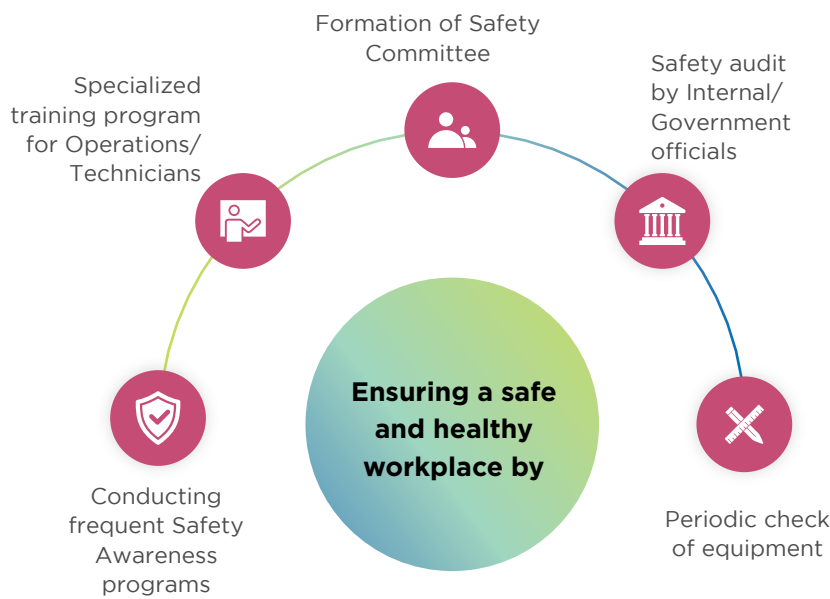 Formation of Safety
Committee
Specialized
training program
for Operations/
Technicians
Safety audit
by Internal/
Government
officials
Ensuring a safe
and healthy
workplace by
Conducting
frequent Safety
Awareness
programs
Periodic check
of equipment